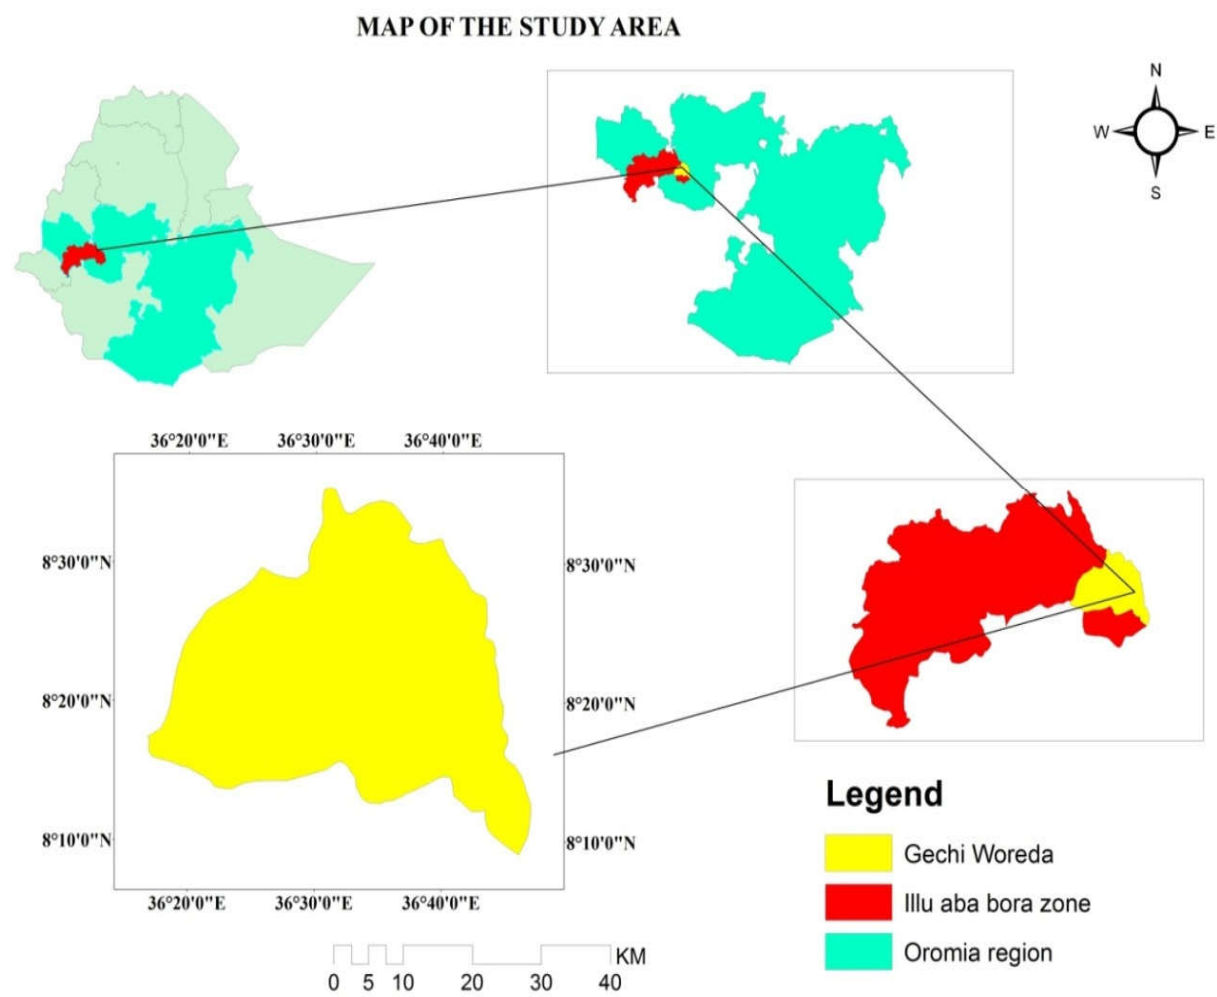 MAP OF THE STUDY AREA
N
W E
S
36°20'0"E 36°30'0"E 36°40'0"E
8°30'0"N 8°30'0"N
8°20'0"N 8°20'0"N
8°10'0"N 8°10'0"N
36°20'0"E 36°30'0"E 36°40'0"E
KM
0 5 10 20 30 40
Legend
Gechi Woreda
Illu aba bora zone
Oromia region